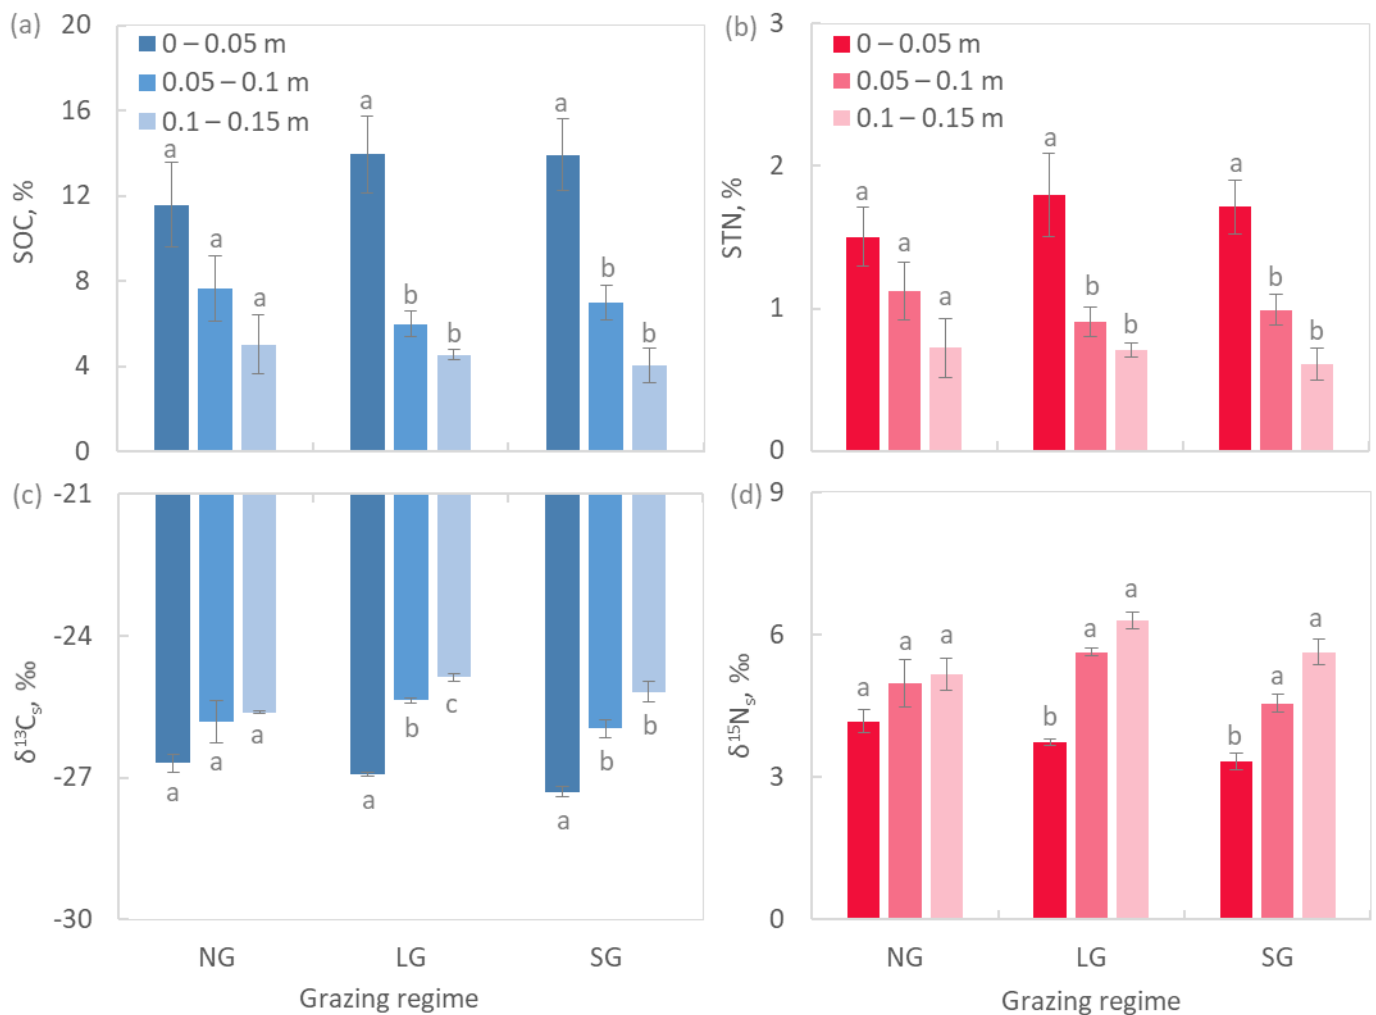 (a)
20
16
12
8
4
0
SOC, %
0 – 0.05 m
0.05 – 0.1 m
0.1 – 0.15 m
a
a
a
a
b
b
a
b
b
(b)
3
2
1
0
STN, %
0 – 0.05 m
0.05 – 0.1 m
0.1 – 0.15 m
a
a
a
a
b
b
a
b
b
(c)
-21
-24
-27
-30
δ¹³Cₛ, ‰
a
a
a
a
b
c
a
b
b
NG
LG
SG
Grazing regime
(d)
9
6
3
0
δ¹⁵Nₛ, ‰
a
a
a
b
a
a
b
a
a
NG
LG
SG
Grazing regime